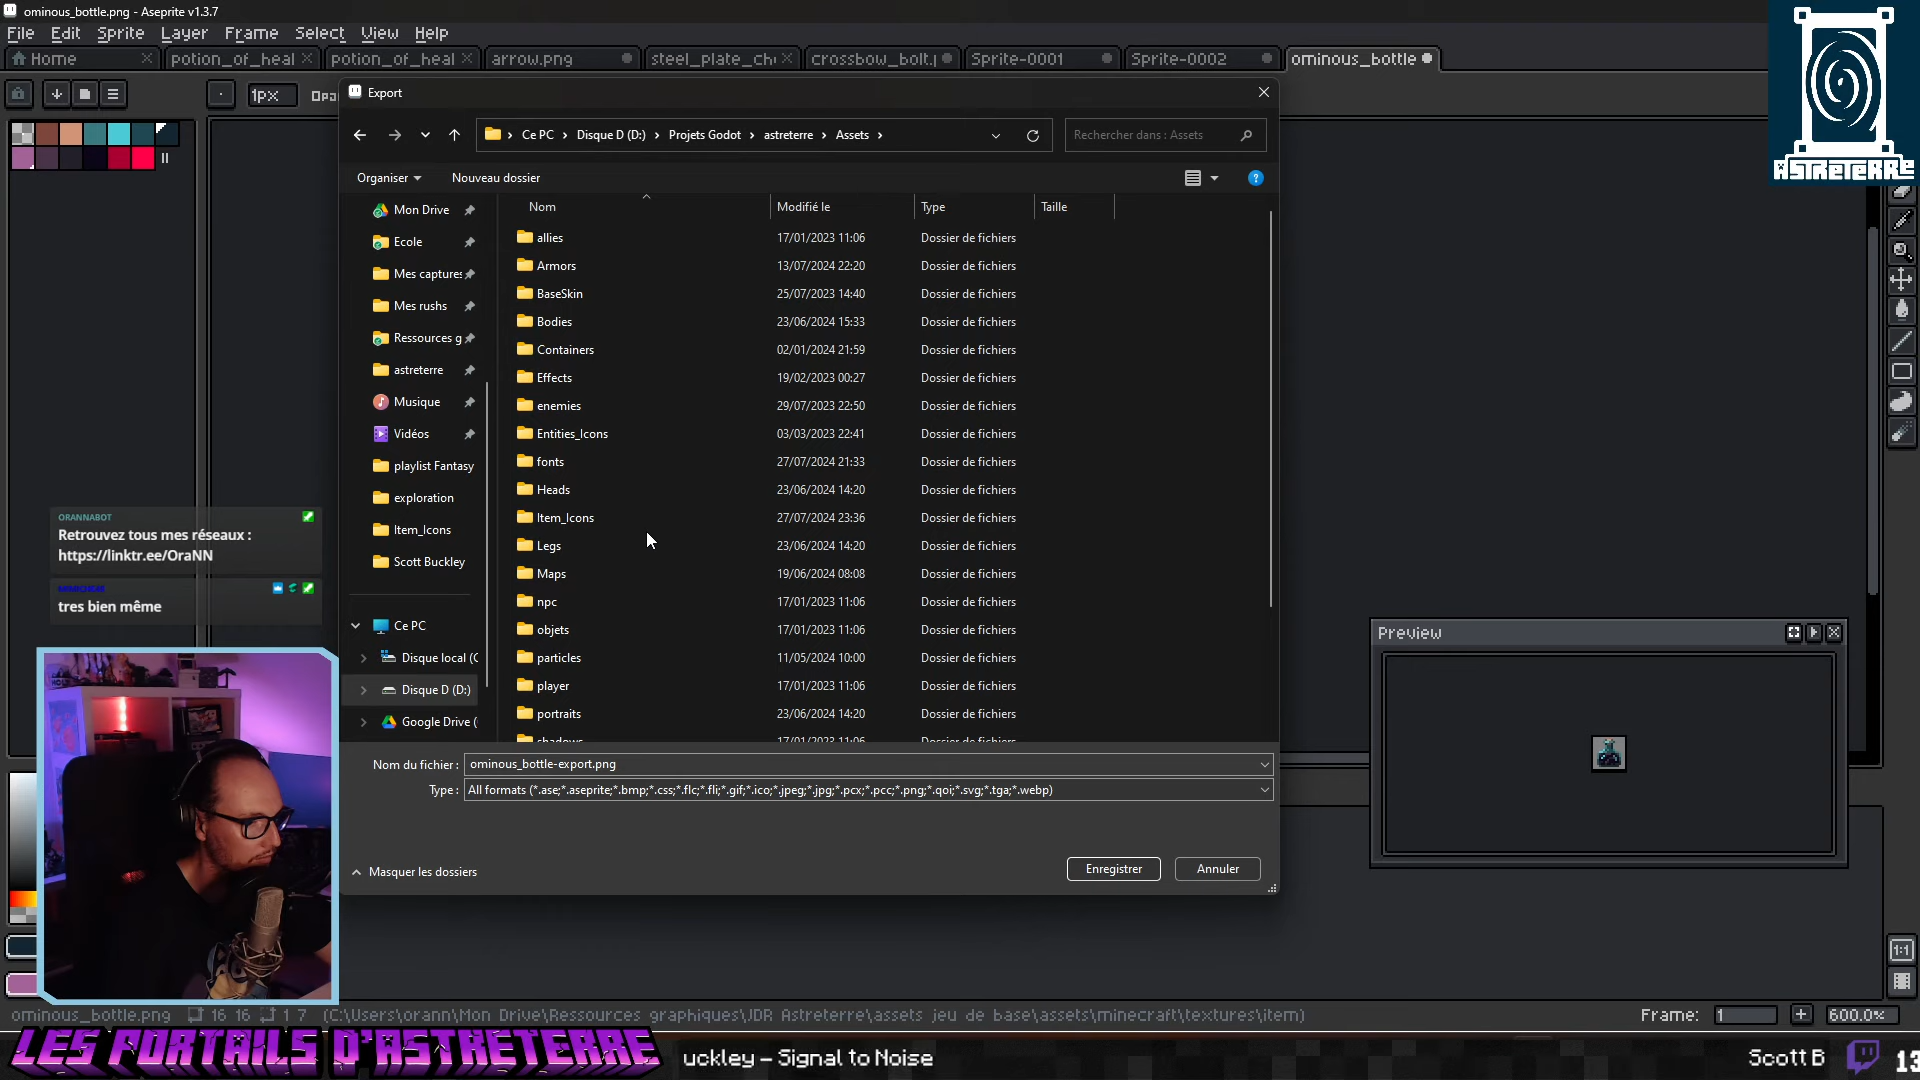 ominous_bottle.png - Aseprite v1.3.7
File Edit Sprite Layer Frame Select View Help
Home
potion_of_heal
potion_of_heal
arrow.png
steel_plate_ch
crossbow_bolt.
Sprite-0001
Sprite-0002
ominous_bottle
1px
Export
Ce PC
Disque D (D:)
Projets Godot
astreterre
Assets
Rechercher dans : Assets
ASTRETERRE
Organiser
Nouveau dossier
Nom
Modifié le
Type
Taille
Mon Drive
Ecole
Mes captures
Mes rushs
Ressources g
astreterre
Musique
Vidéos
playlist Fantasy
exploration
Item_Icons
Scott Buckley
Ce PC
Disque local (C
Disque D (D:)
Google Drive (
allies 17/01/2023 11:06 Dossier de fichiers
Armors 13/07/2024 22:20 Dossier de fichiers
BaseSkin 25/07/2023 14:40 Dossier de fichiers
Bodies 23/06/2024 15:33 Dossier de fichiers
Containers 02/01/2024 21:59 Dossier de fichiers
Effects 19/02/2023 00:27 Dossier de fichiers
enemies 29/07/2023 22:50 Dossier de fichiers
Entities_Icons 03/03/2023 22:41 Dossier de fichiers
fonts 27/07/2024 21:33 Dossier de fichiers
Heads 23/06/2024 14:20 Dossier de fichiers
Item_Icons 27/07/2024 23:36 Dossier de fichiers
Legs 23/06/2024 14:20 Dossier de fichiers
Maps 19/06/2024 08:08 Dossier de fichiers
npc 17/01/2023 11:06 Dossier de fichiers
objets 17/01/2023 11:06 Dossier de fichiers
particles 11/05/2024 10:00 Dossier de fichiers
player 17/01/2023 11:06 Dossier de fichiers
portraits 23/06/2024 14:20 Dossier de fichiers
shadows 17/01/2023 11:06 Dossier de fichiers
ORANNABOT
Retrouvez tous mes réseaux :
https://linktr.ee/OraNN
tres bien même
Preview
Nom du fichier : ominous_bottle-export.png
Type : All formats (*.ase;*.aseprite;*.bmp;*.css;*.flc;*.fli;*.gif;*.ico;*.jpeg;*.jpg;*.pcx;*.pcc;*.png;*.qoi;*.svg;*.tga;*.webp)
Masquer les dossiers
Enregistrer
Annuler
1:1
ominous_bottle.png 16 16 1 7 (C:\Users\orann\Mon Drive\Ressources graphiques\JDR Astreterre\assets jeu de base\assets\minecraft\textures\item)
Frame: 1
600.0%
LES PORTAILS D'ASTRETERRE
uckley – Signal to Noise
Scott B
13